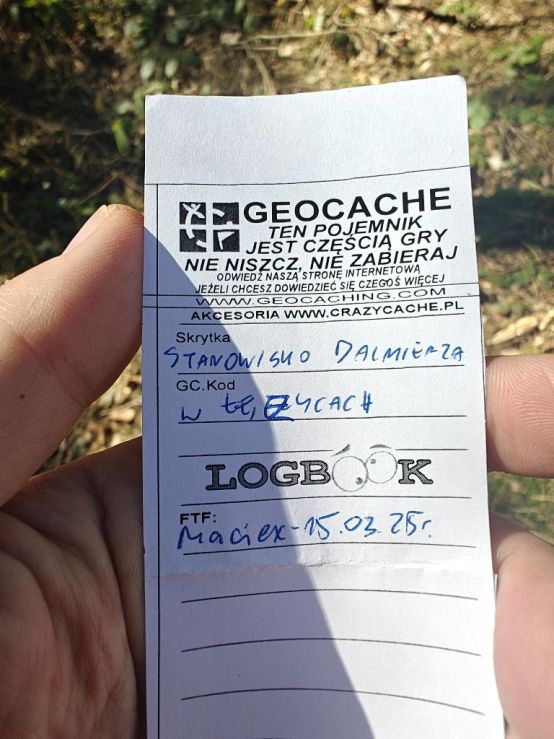 GEOCACHE
TEN POJEMNIK
JEST CZĘŚCIĄ GRY
NIE NISZCZ, NIE ZABIERAJ
ODWIEDŹ NASZĄ STRONĘ INTERNETOWĄ
JEŻELI CHCESZ DOWIEDZIEĆ SIĘ CZEGOŚ WIĘCEJ
WWW.GEOCACHING.COM
AKCESORIA WWW.CRAZYCACHE.PL
Skrytka
STANOWISKO DALMIERZA
GC.Kod
W ŁĘŻYCACH
LOGBOOK
FTF:
Maciex - 15.03.25r.